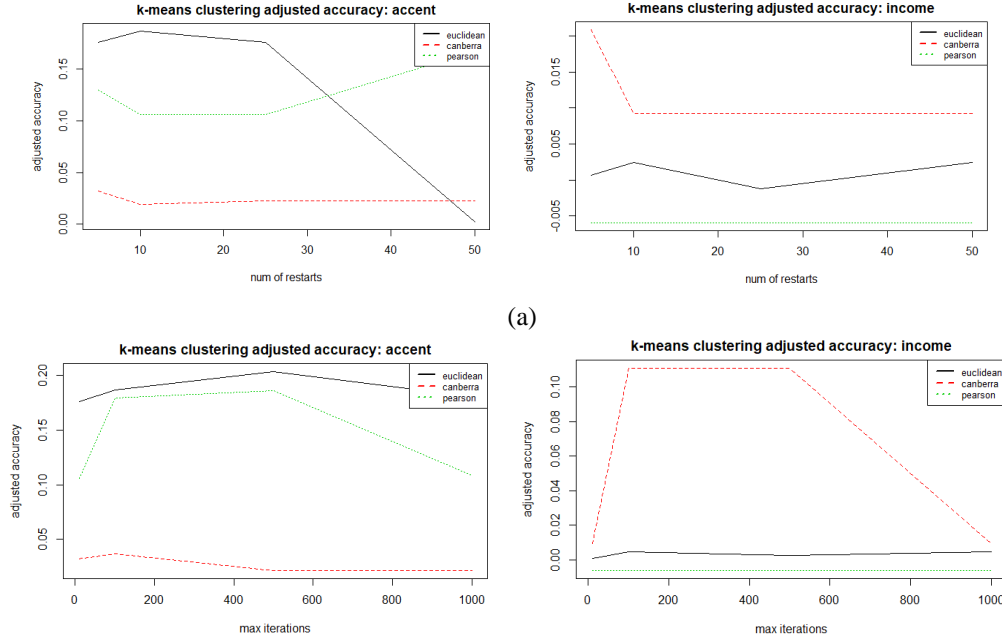 k-means clustering adjusted accuracy: accent
euclidean
canberra
pearson
adjusted accuracy
0.00 0.05 0.10 0.15
10 20 30 40 50
num of restarts
k-means clustering adjusted accuracy: income
euclidean
canberra
pearson
adjusted accuracy
-0.005 0.005 0.015
10 20 30 40 50
num of restarts
(a)
k-means clustering adjusted accuracy: accent
euclidean
canberra
pearson
adjusted accuracy
0.05 0.10 0.15 0.20
0 200 400 600 800 1000
max iterations
k-means clustering adjusted accuracy: income
euclidean
canberra
pearson
adjusted accuracy
0.00 0.02 0.04 0.06 0.08 0.10
0 200 400 600 800 1000
max iterations